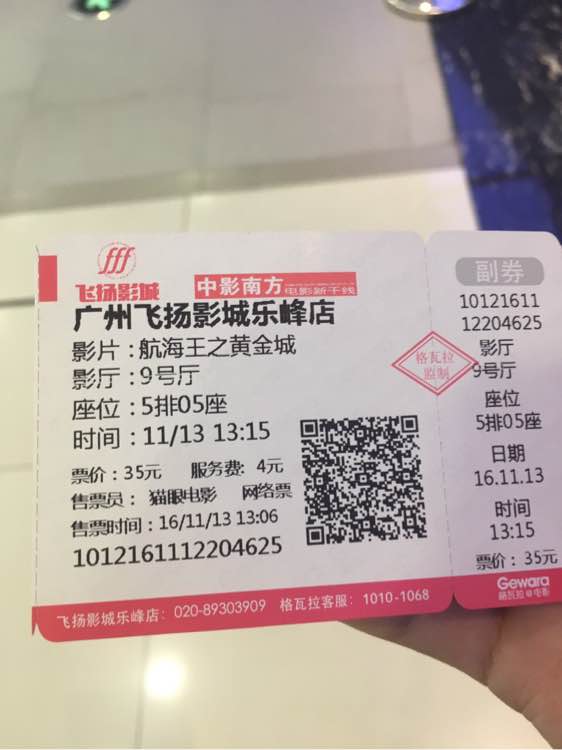 fff
飞扬影城
中影南方
电影新干线
广州飞扬影城乐峰店
影片：航海王之黄金城
影厅：9号厅
座位：5排05座
时间：11/13 13:15
票价：35元 服务费：4元
售票员：猫眼电影 网络票
售票时间：16/11/13 13:06
1012161112204625
飞扬影城乐峰店：020-89303909 格瓦拉客服：1010-1068
格瓦拉
监制
副券
10121611
12204625
影厅
9号厅
座位
5排05座
日期
16.11.13
时间
13:15
票价：35元
Gewara
格瓦拉@电影